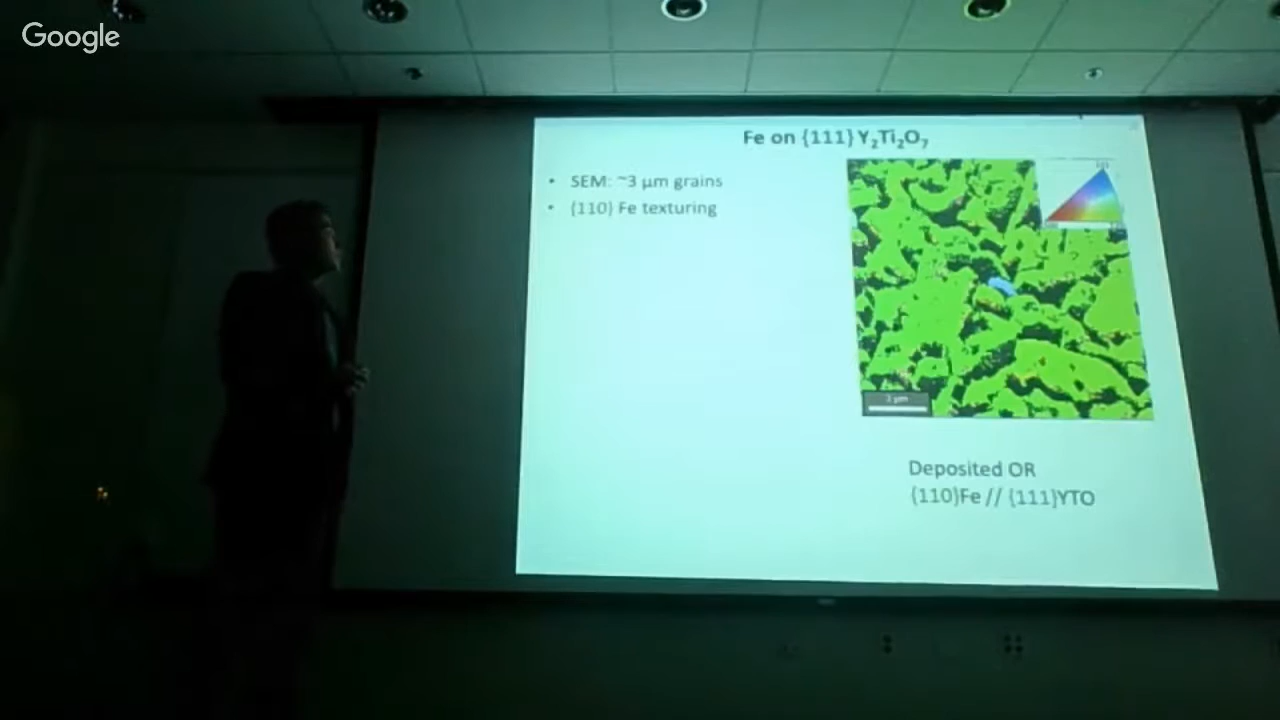 Google
Fe on {111} Y₂Ti₂O₇
• SEM: ~3 µm grains
• {110} Fe texturing
Deposited OR
{110}Fe // {111}YTO